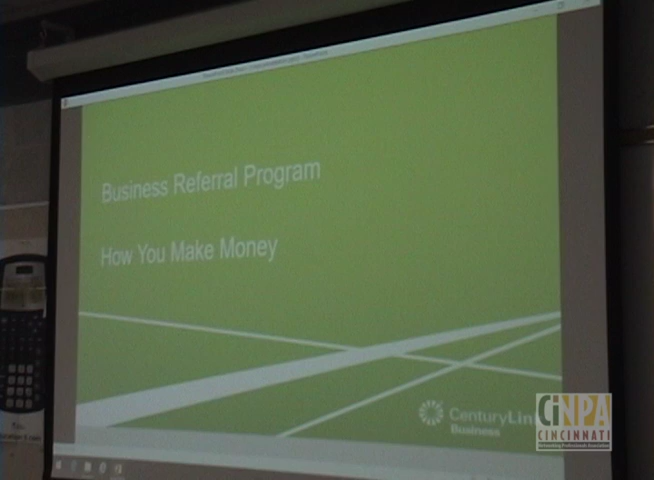 Business Referral Program
How You Make Money
CenturyLin
Business
CiNPA
CINCINNATI